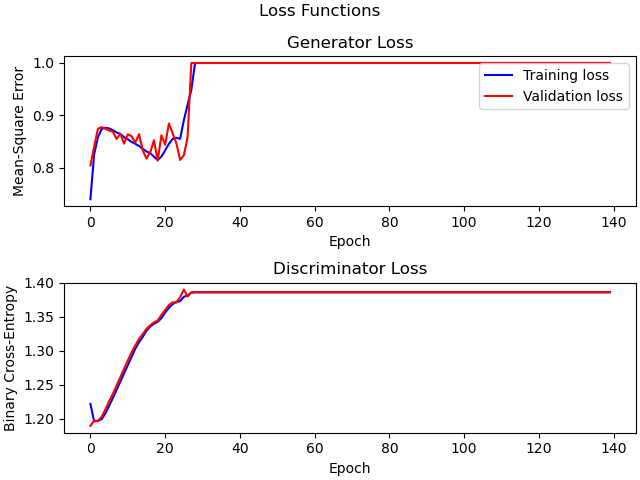 Loss Functions
Generator Loss
Mean-Square Error
1.0
0.9
0.8
Training loss
Validation loss
0 20 40 60 80 100 120 140
Epoch
Discriminator Loss
Binary Cross-Entropy
1.40
1.35
1.30
1.25
1.20
0 20 40 60 80 100 120 140
Epoch